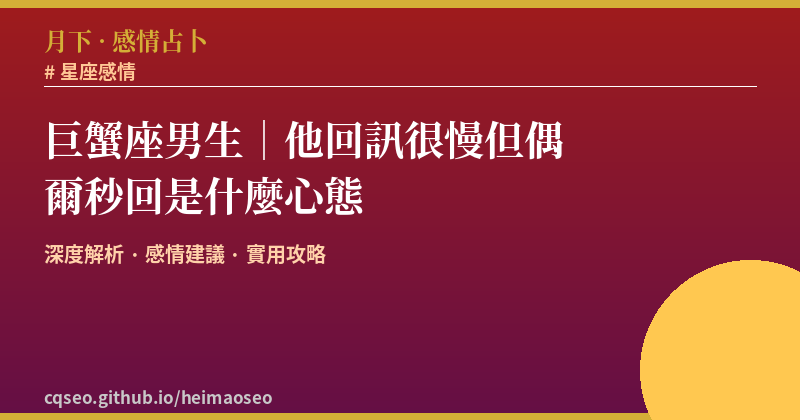 月下 · 感情占卜
# 星座感情
巨蟹座男生｜他回訊很慢但偶
爾秒回是什麼心態
深度解析 · 感情建議 · 實用攻略
cqseo.github.io/heimaoseo